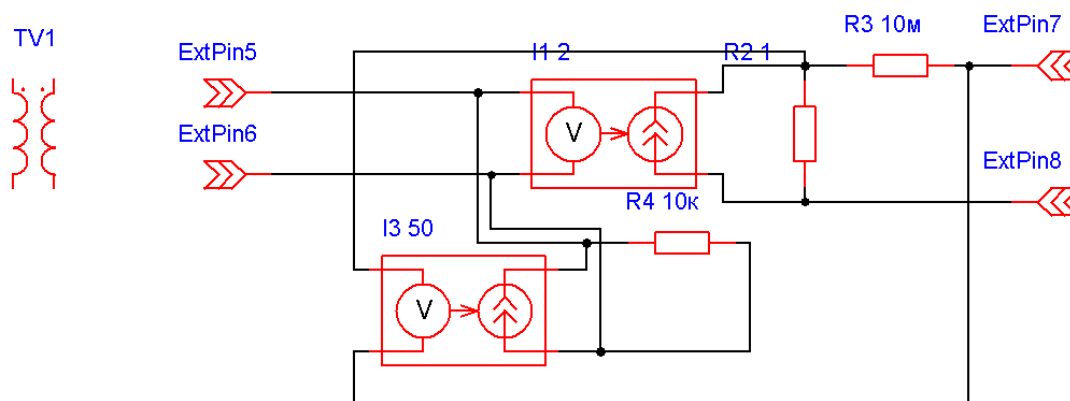 TV1
ExtPin5
I1 2
R2 1
R3 10м
ExtPin7
V
ExtPin6
ExtPin8
R4 10к
I3 50
V